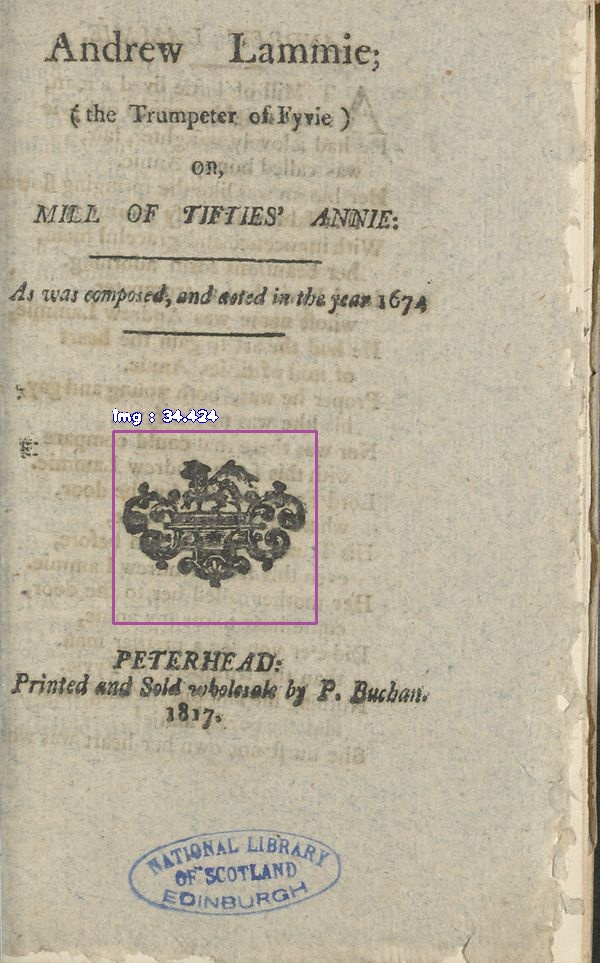 Andrew Lammie;
( the Trumpeter of Fyvie )
OR,
MILL OF TIFTIES' ANNIE:
As was composed, and acted in the year 1674
img : 34.424
PETERHEAD:
Printed and Sold wholesale by P. Buchan.
1817.
NATIONAL LIBRARY
OF SCOTLAND
EDINBURGH